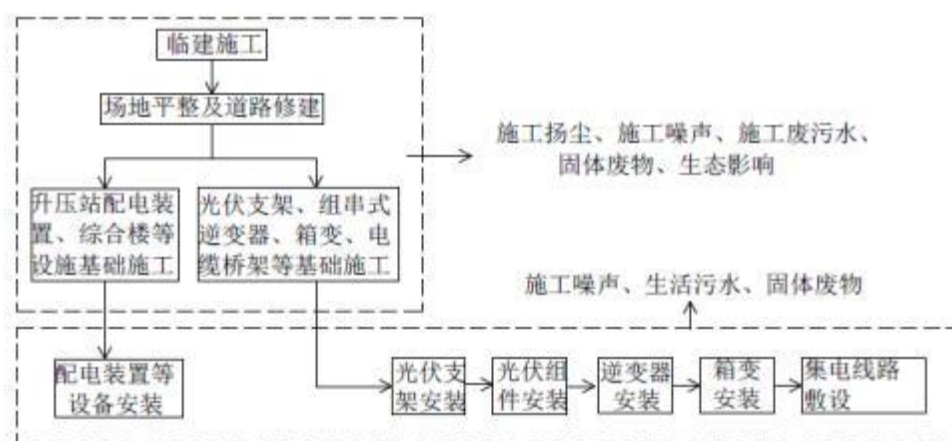 临建施工
场地平整及道路修建
施工扬尘、施工噪声、施工废污水、
固体废物、生态影响
升压站配电装
置、综合楼等
设施基础施工
光伏支架、组串式
逆变器、箱变、电
缆桥架等基础施工
施工噪声、生活污水、固体废物
配电装置等
设备安装
光伏支
架安装
光伏组
件安装
逆变器
安装
箱变
安装
集电线路
敷设